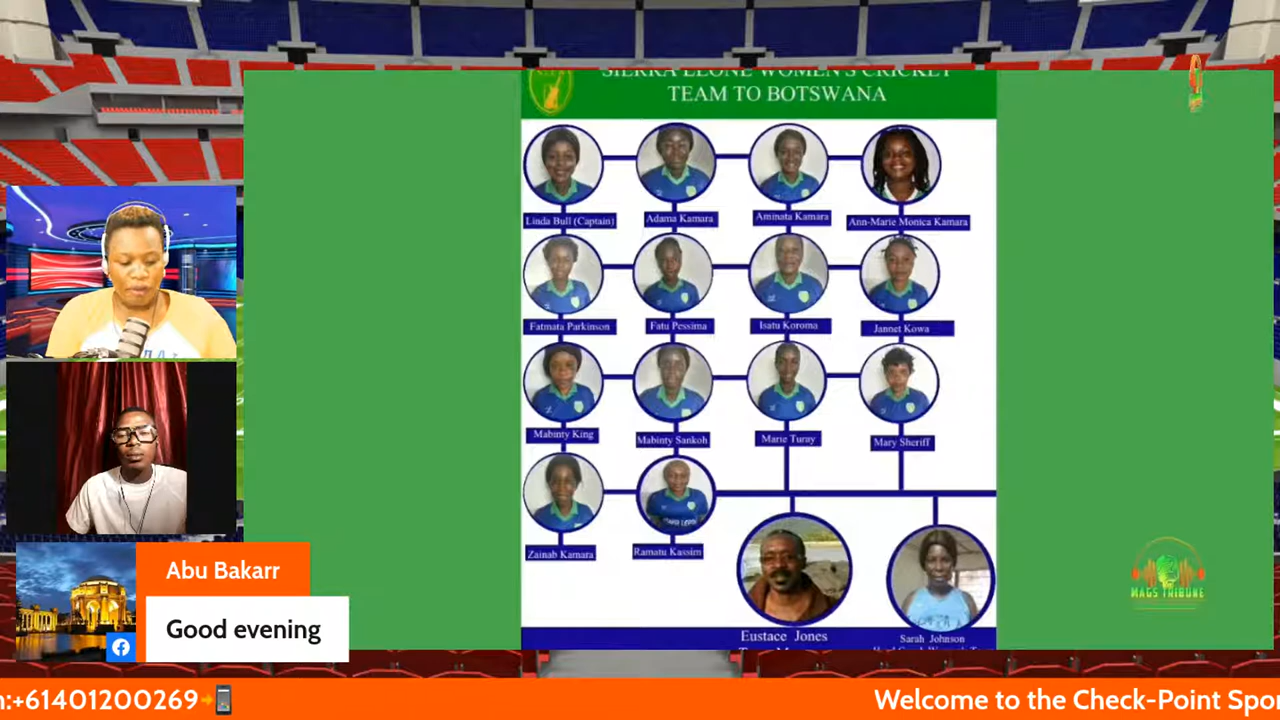 SIERRA LEONE WOMEN'S CRICKET
TEAM TO BOTSWANA
Linda Bull (Captain)
Adama Kamara
Aminata Kamara
Ann-Marie Monica Kamara
Fatmata Parkinson
Fatu Pessima
Isatu Koroma
Jannet Kowa
Mabinty King
Mabinty Sankoh
Marie Turay
Mary Sheriff
Zainab Kamara
Ramatu Kassim
Eustace Jones
Sarah Johnson
MAGS TRIBUNE
Abu Bakarr
Good evening
:+61401200269
Welcome to the Check-Point Spo